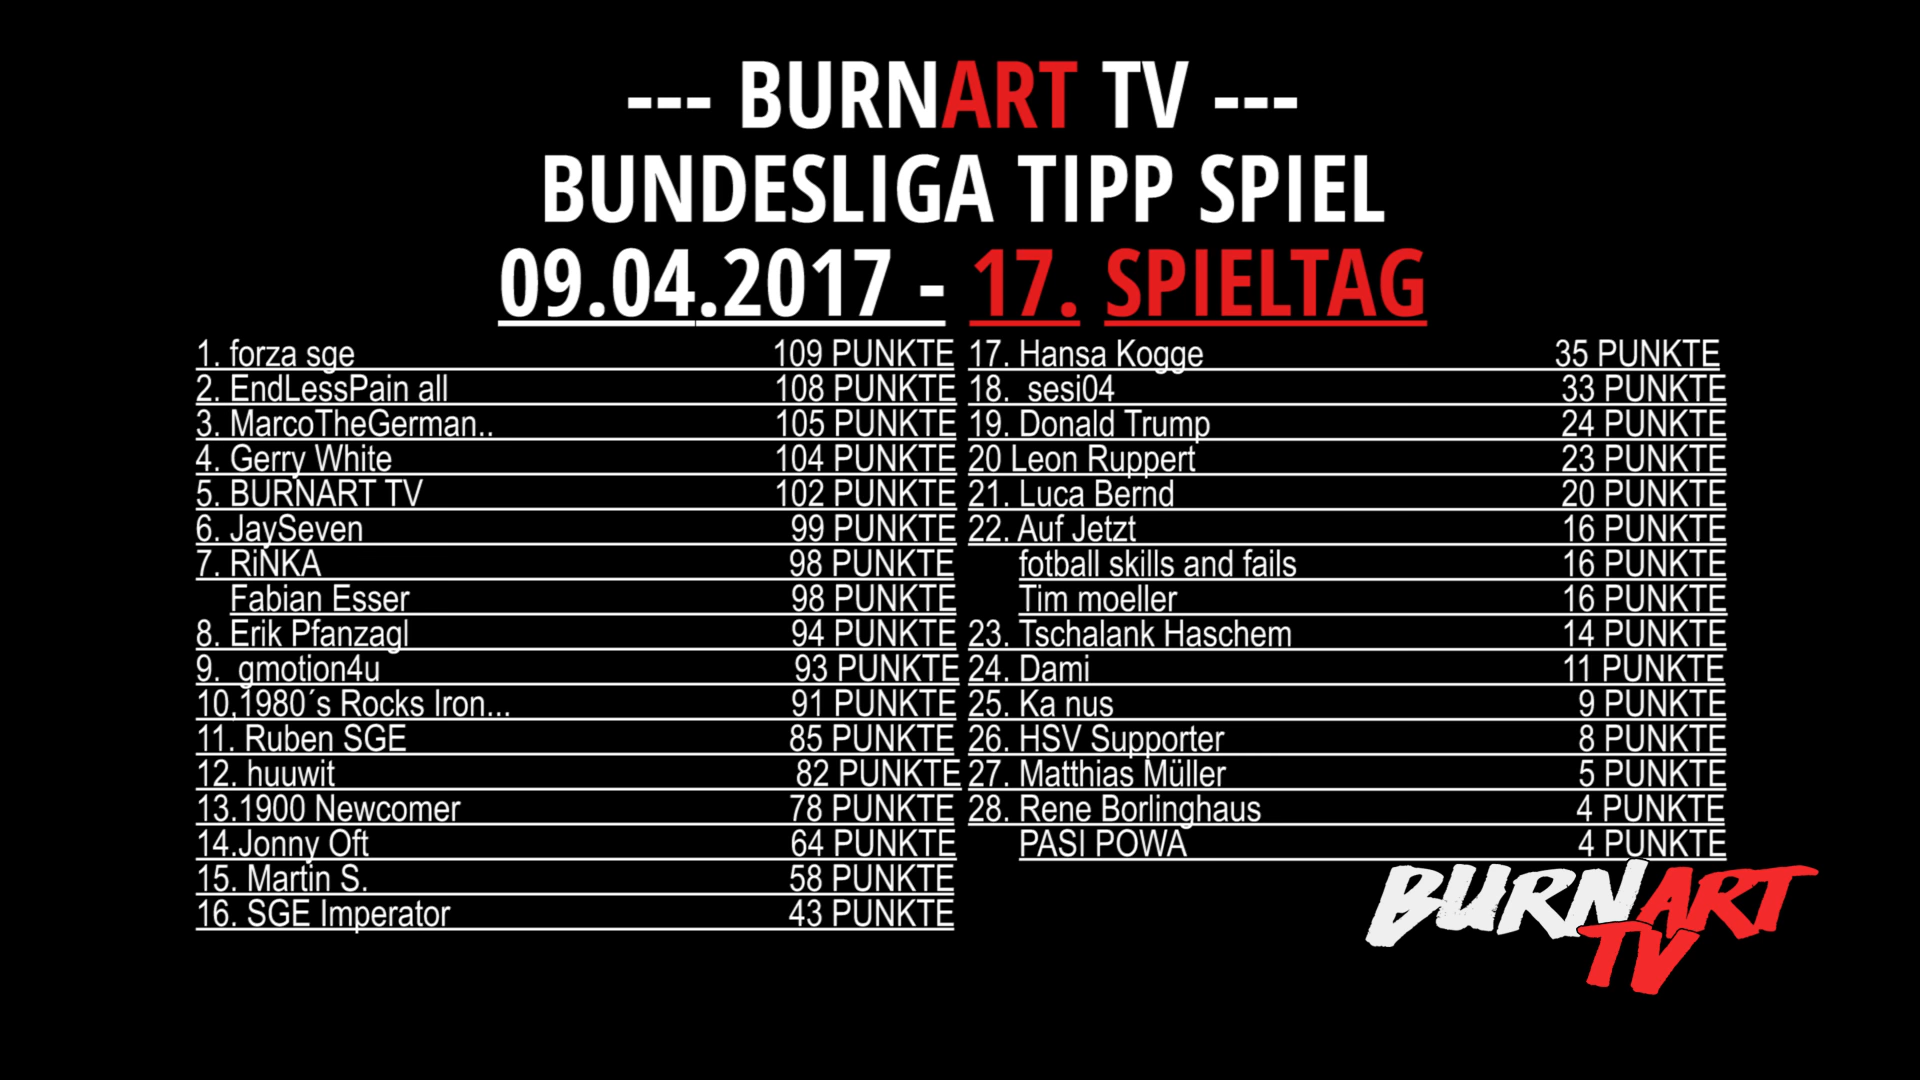 --- BURNART TV ---
BUNDESLIGA TIPP SPIEL
09.04.2017 - 17. SPIELTAG
1. forza sge 109 PUNKTE
2. EndLessPain all 108 PUNKTE
3. MarcoTheGerman.. 105 PUNKTE
4. Gerry White 104 PUNKTE
5. BURNART TV 102 PUNKTE
6. JaySeven 99 PUNKTE
7. RiNKA 98 PUNKTE
Fabian Esser 98 PUNKTE
8. Erik Pfanzagl 94 PUNKTE
9. gmotion4u 93 PUNKTE
10,1980´s Rocks Iron... 91 PUNKTE
11. Ruben SGE 85 PUNKTE
12. huuwit 82 PUNKTE
13.1900 Newcomer 78 PUNKTE
14.Jonny Oft 64 PUNKTE
15. Martin S. 58 PUNKTE
16. SGE Imperator 43 PUNKTE
17. Hansa Kogge 35 PUNKTE
18. sesi04 33 PUNKTE
19. Donald Trump 24 PUNKTE
20 Leon Ruppert 23 PUNKTE
21. Luca Bernd 20 PUNKTE
22. Auf Jetzt 16 PUNKTE
fotball skills and fails 16 PUNKTE
Tim moeller 16 PUNKTE
23. Tschalank Haschem 14 PUNKTE
24. Dami 11 PUNKTE
25. Ka nus 9 PUNKTE
26. HSV Supporter 8 PUNKTE
27. Matthias Müller 5 PUNKTE
28. Rene Borlinghaus 4 PUNKTE
PASI POWA 4 PUNKTE
BURNART
TV